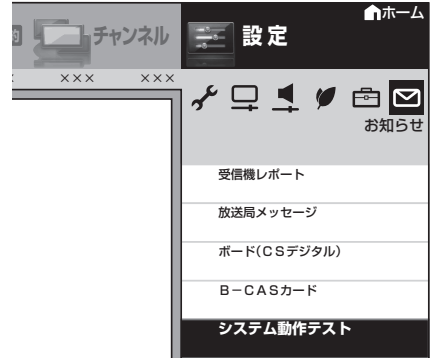 ホーム
チャンネル
設定
××× ×××
お知らせ
受信機レポート
放送局メッセージ
ボード(CSデジタル)
B-CASカード
システム動作テスト